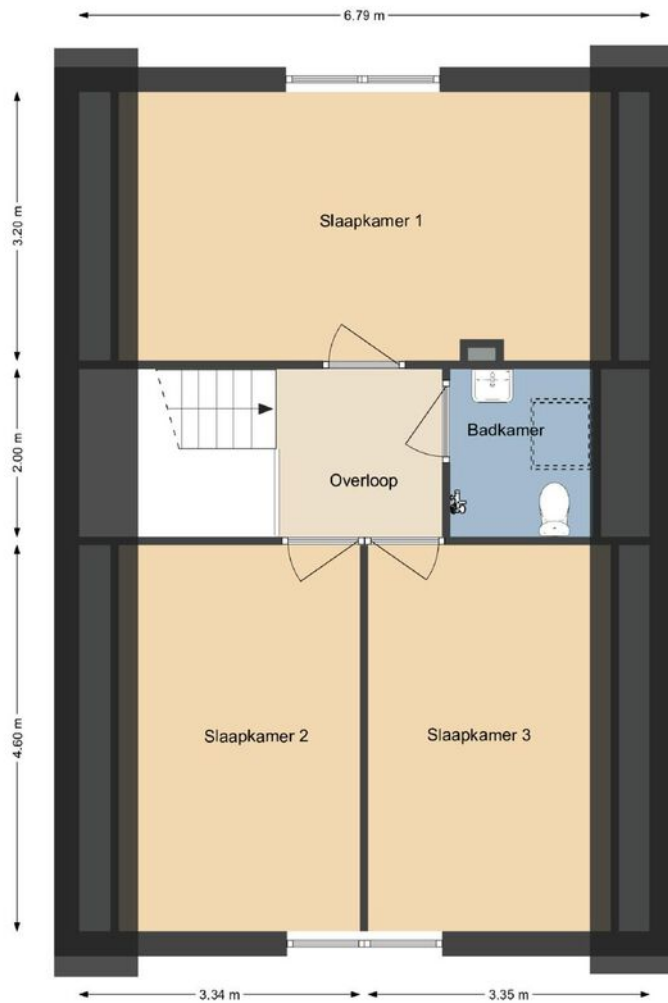 6.79 m
3.20 m
Slaapkamer 1
2.00 m
Badkamer
Overloop
4.60 m
Slaapkamer 2
Slaapkamer 3
3.34 m
3.35 m